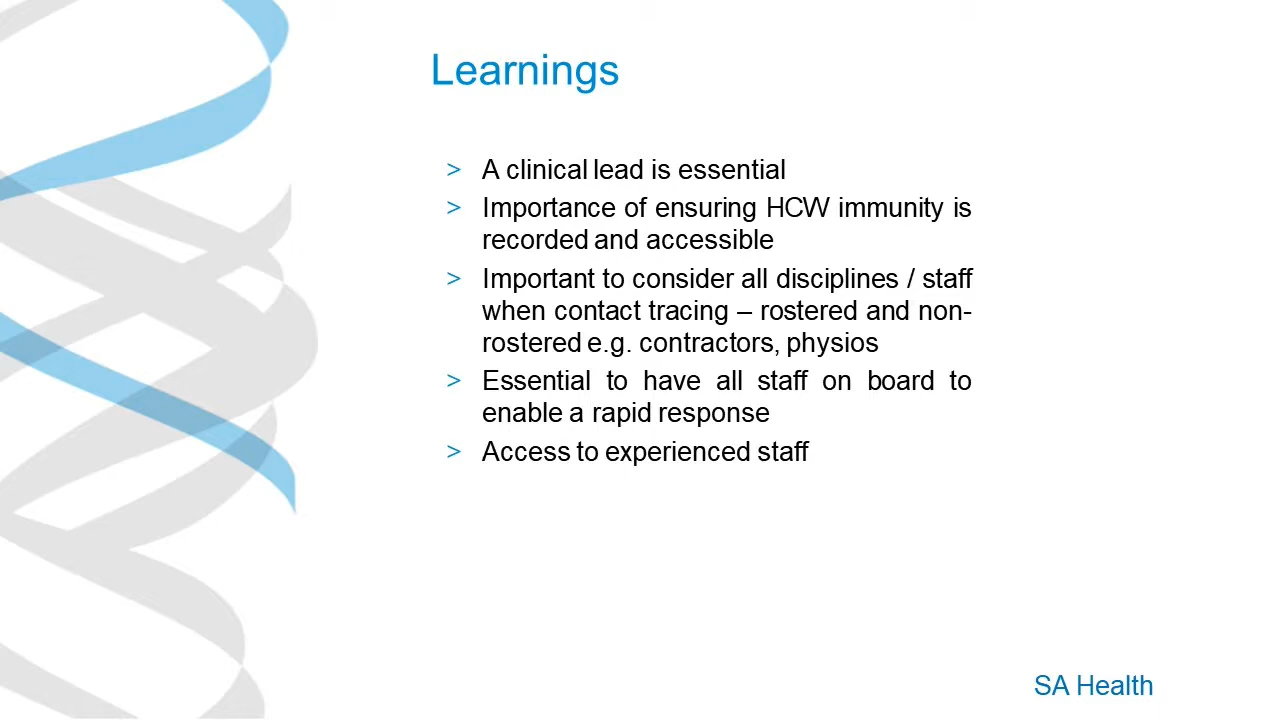 Learnings
> A clinical lead is essential
> Importance of ensuring HCW immunity is
recorded and accessible
> Important to consider all disciplines / staff
when contact tracing – rostered and non-
rostered e.g. contractors, physios
> Essential to have all staff on board to
enable a rapid response
> Access to experienced staff
SA Health